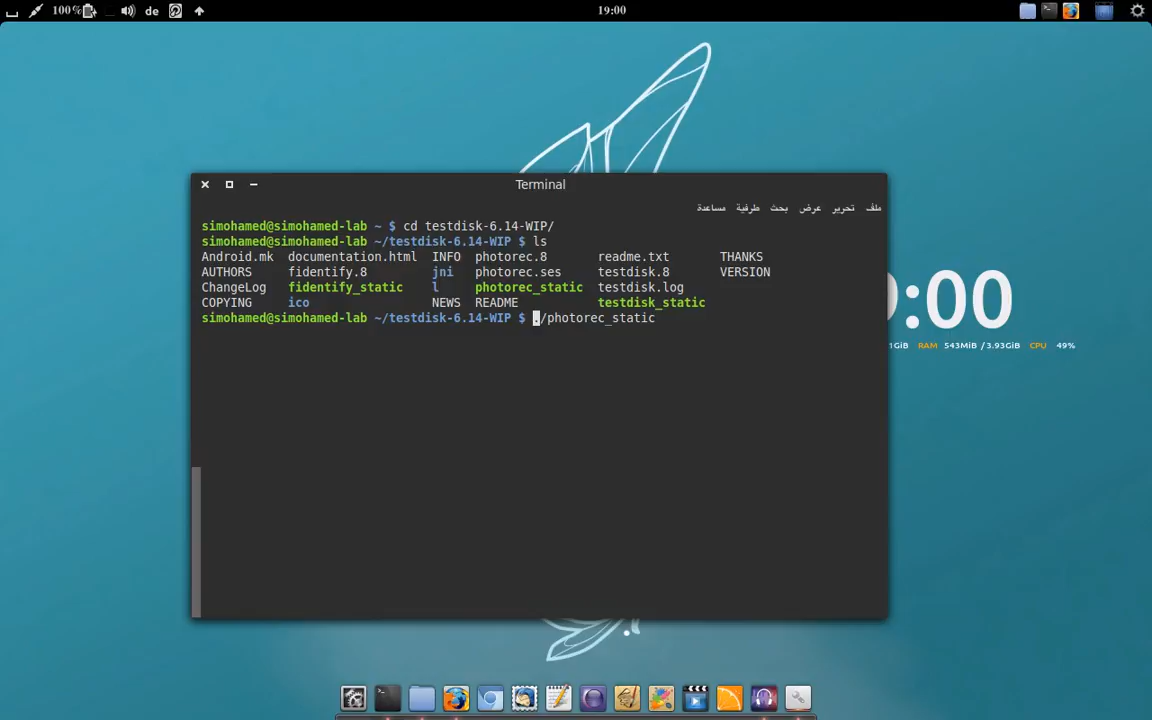 100% de 19:00
Terminal
ملف تحرير عرض بحث طرفية مساعدة
simohamed@simohamed-lab ~ $ cd testdisk-6.14-WIP/
simohamed@simohamed-lab ~/testdisk-6.14-WIP $ ls
Android.mk documentation.html INFO photorec.8 readme.txt THANKS
AUTHORS fidentify.8 jni photorec.ses testdisk.8 VERSION
ChangeLog fidentify_static l photorec_static testdisk.log
COPYING ico NEWS README testdisk_static
simohamed@simohamed-lab ~/testdisk-6.14-WIP $ ./photorec_static
:00
1GiB RAM 543MiB /3.93GiB CPU 49%